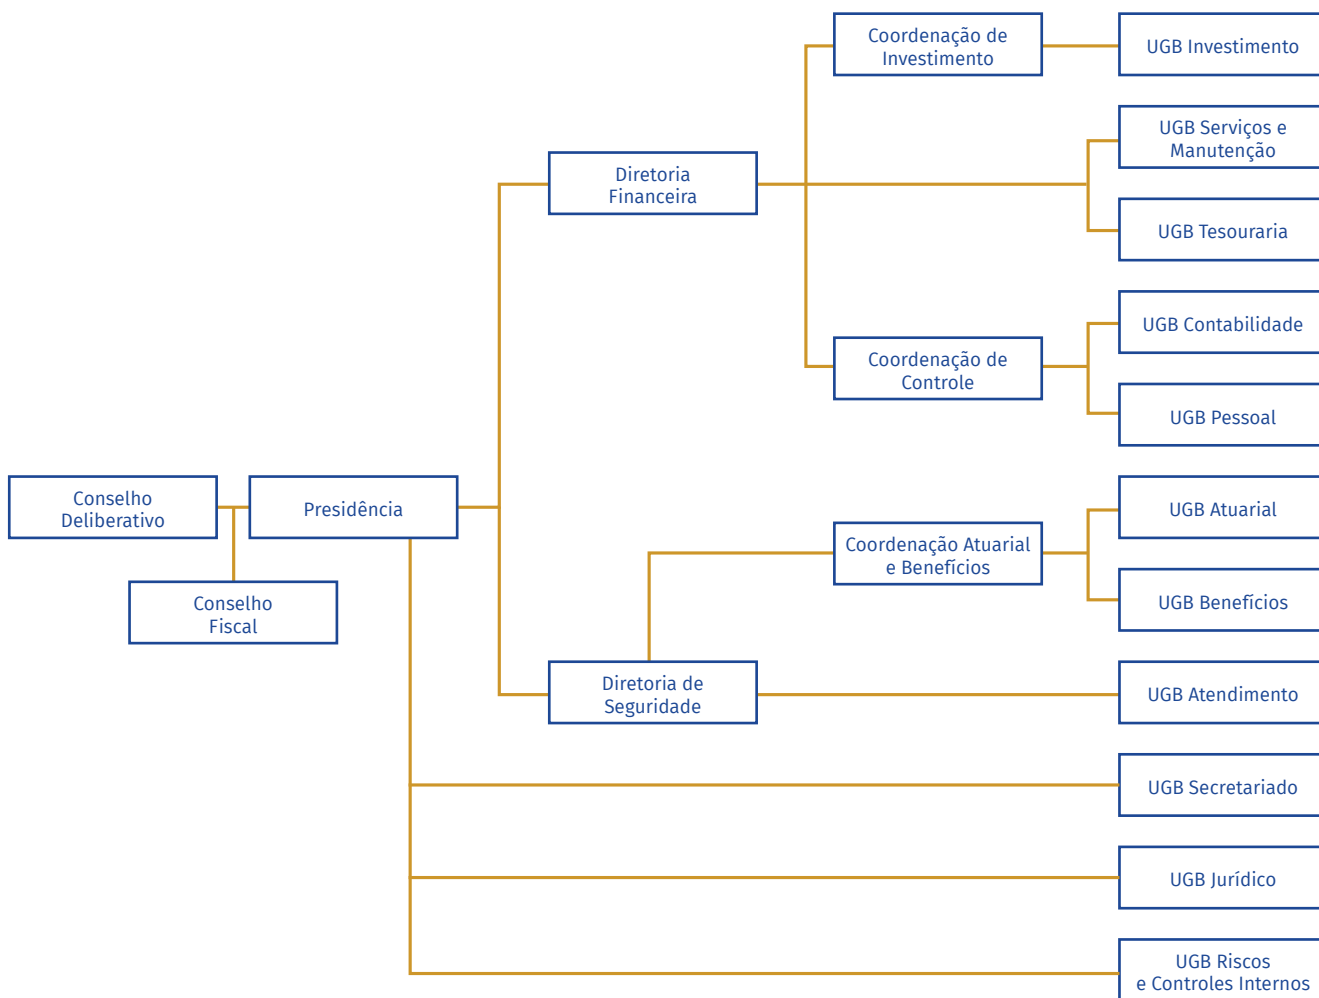 Coordenação de
Investimento
UGB Investimento
UGB Serviços e
Manutenção
Diretoria
Financeira
UGB Tesouraria
UGB Contabilidade
Coordenação de
Controle
UGB Pessoal
Conselho
Deliberativo
Presidência
UGB Atuarial
Coordenação Atuarial
e Benefícios
Conselho
Fiscal
UGB Benefícios
Diretoria de
Seguridade
UGB Atendimento
UGB Secretariado
UGB Jurídico
UGB Riscos
e Controles Internos